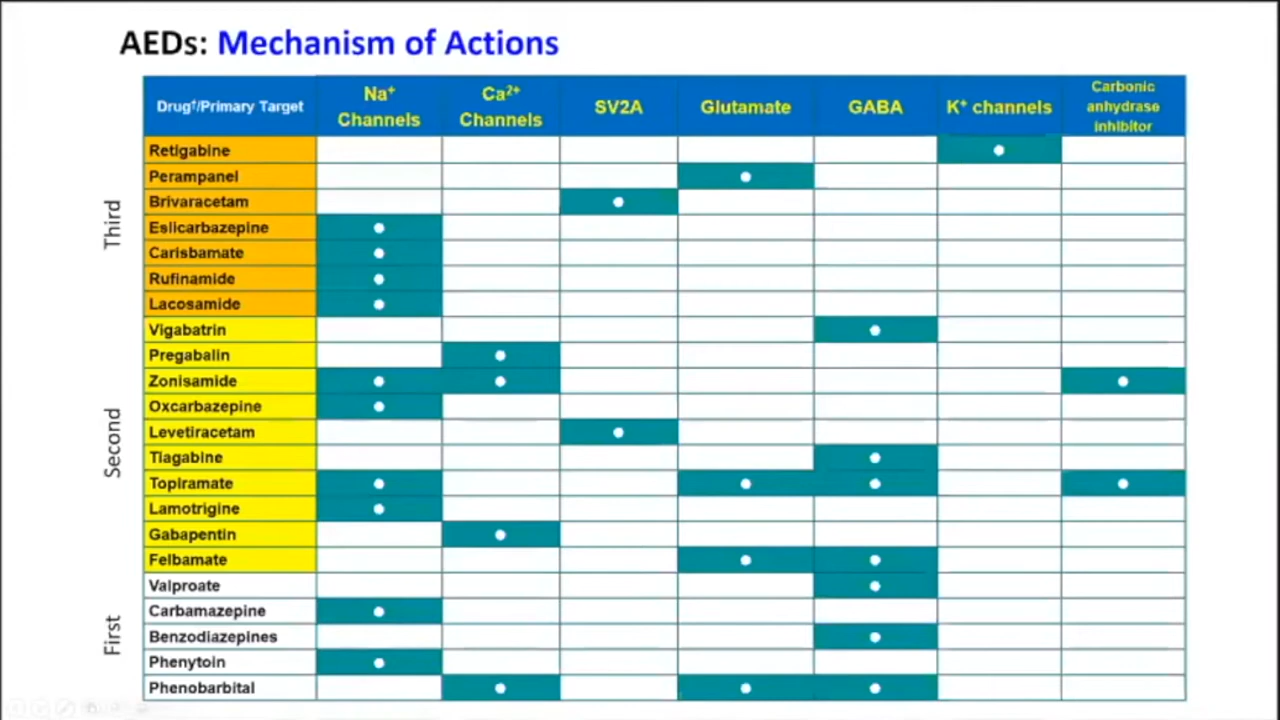 AEDs: Mechanism of Actions
Drug†/Primary Target
Na+ Channels
Ca2+ Channels
SV2A
Glutamate
GABA
K+ channels
Carbonic anhydrase inhibitor
Third
Retigabine
Perampanel
Brivaracetam
Eslicarbazepine
Carisbamate
Rufinamide
Lacosamide
Second
Vigabatrin
Pregabalin
Zonisamide
Oxcarbazepine
Levetiracetam
Tiagabine
Topiramate
Lamotrigine
Gabapentin
Felbamate
First
Valproate
Carbamazepine
Benzodiazepines
Phenytoin
Phenobarbital